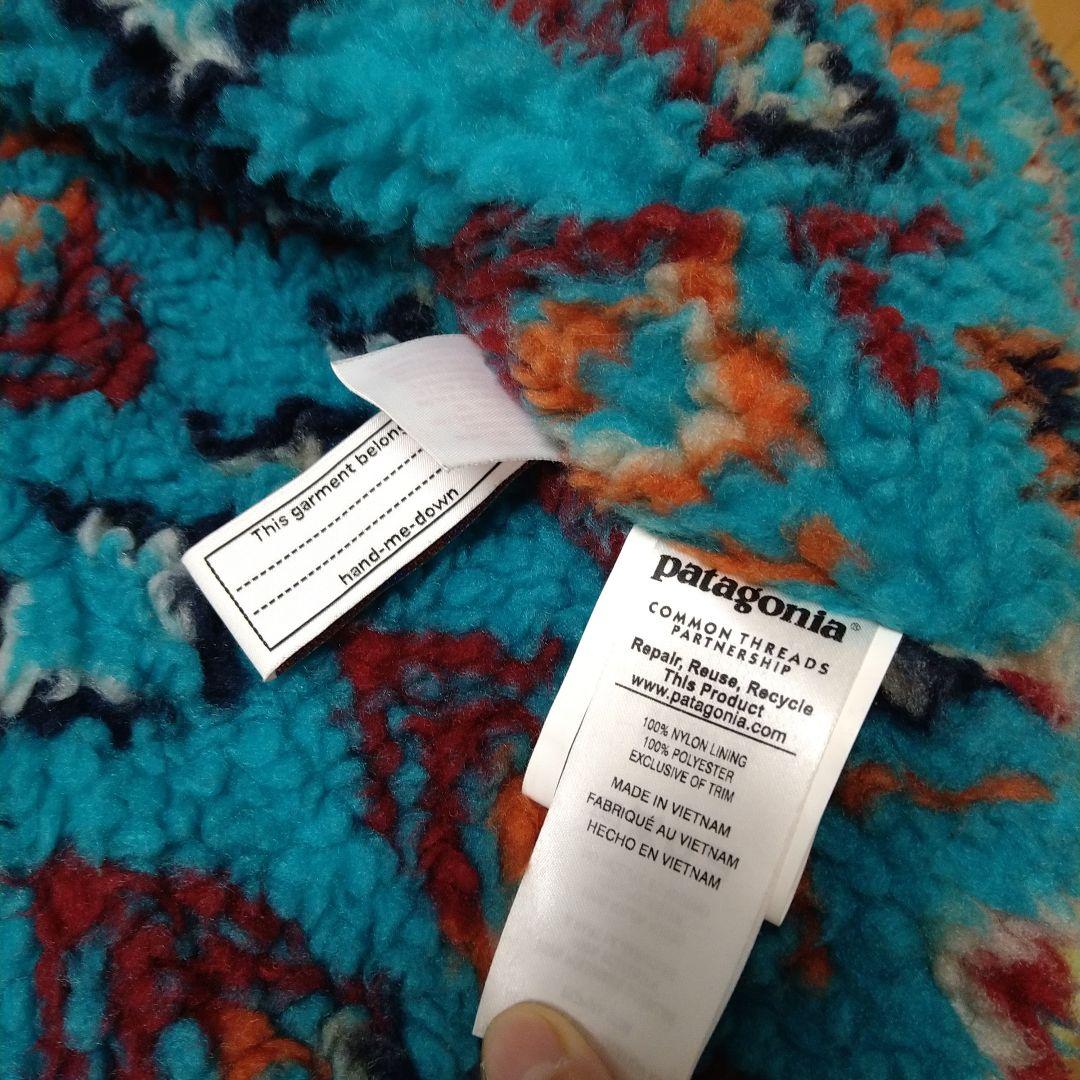 This garment belong
hand-me-down
patagonia®
COMMON THREADS
PARTNERSHIP
Repair, Reuse, Recycle
This Product
www.patagonia.com
100% NYLON LINING
100% POLYESTER
EXCLUSIVE OF TRIM
MADE IN VIETNAM
FABRIQUÉ AU VIETNAM
HECHO EN VIETNAM